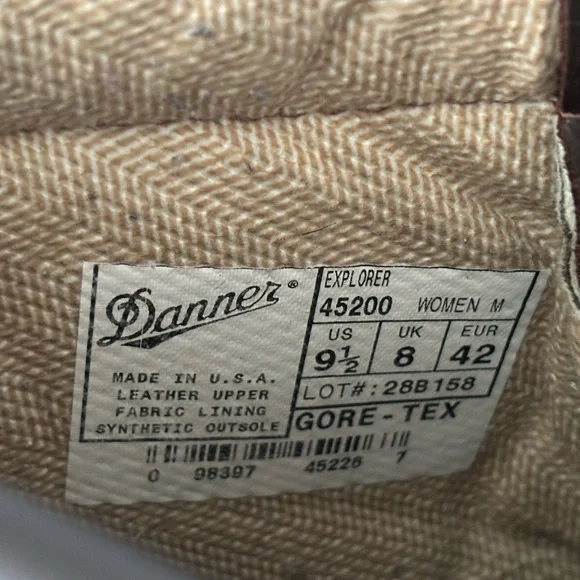 Danner®
MADE IN U.S.A.
LEATHER UPPER
FABRIC LINING
SYNTHETIC OUTSOLE
EXPLORER
45200 WOMEN M
US UK EUR
9½ 8 42
LOT#: 28B158
GORE-TEX
0 98397 45226 7